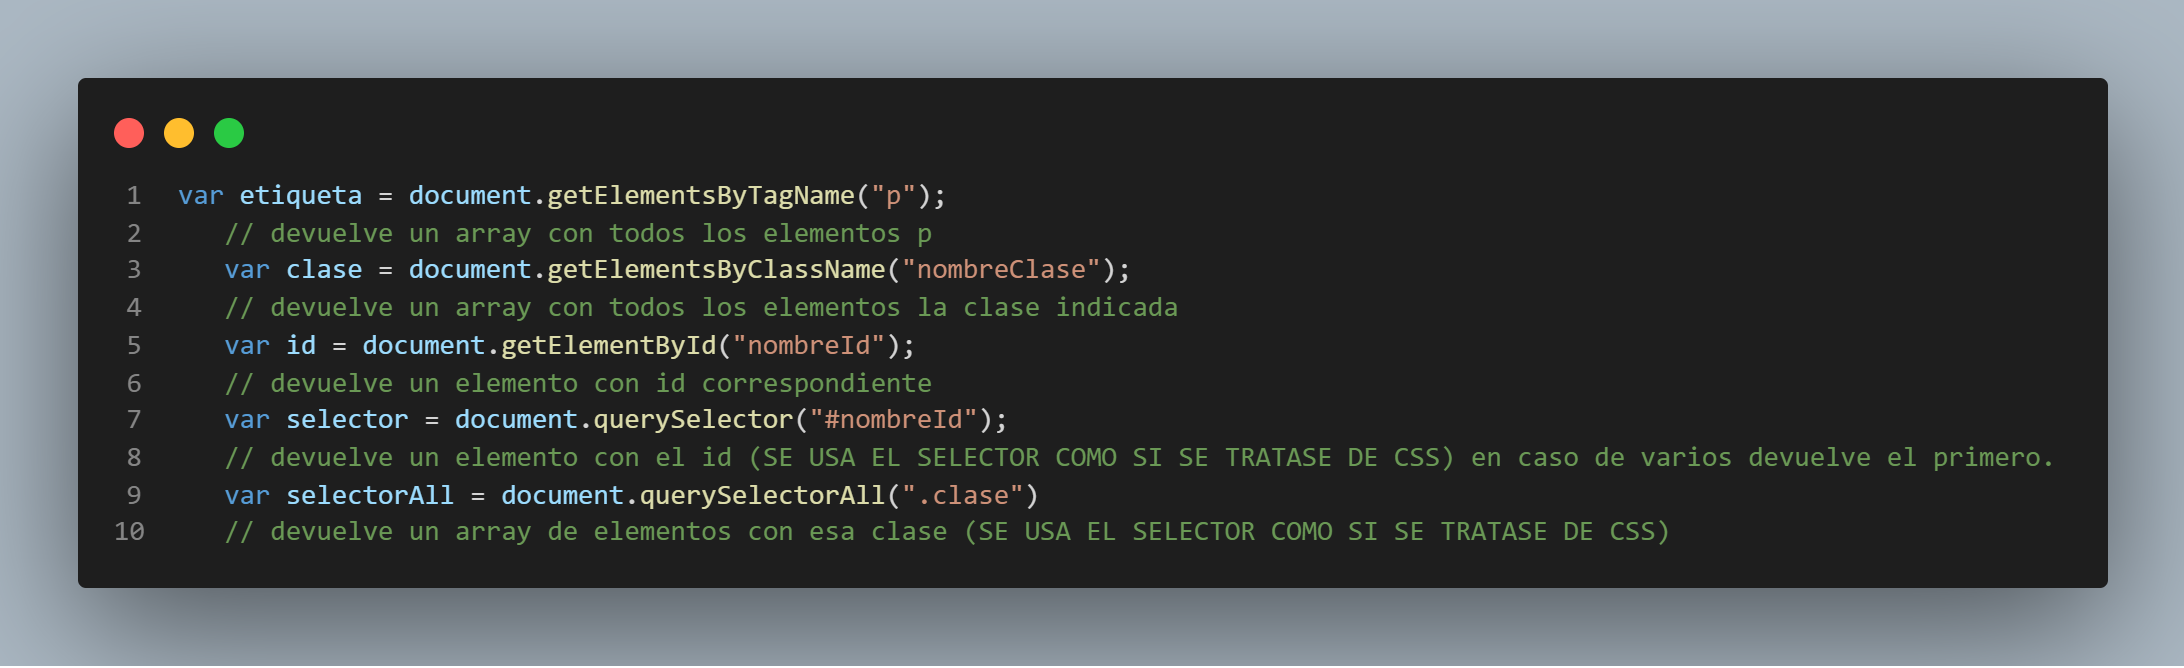 1 var etiqueta = document.getElementsByTagName("p");
2 // devuelve un array con todos los elementos p
3 var clase = document.getElementsByClassName("nombreClase");
4 // devuelve un array con todos los elementos la clase indicada
5 var id = document.getElementById("nombreId");
6 // devuelve un elemento con id correspondiente
7 var selector = document.querySelector("#nombreId");
8 // devuelve un elemento con el id (SE USA EL SELECTOR COMO SI SE TRATASE DE CSS) en caso de varios devuelve el primero.
9 var selectorAll = document.querySelectorAll(".clase")
10 // devuelve un array de elementos con esa clase (SE USA EL SELECTOR COMO SI SE TRATASE DE CSS)